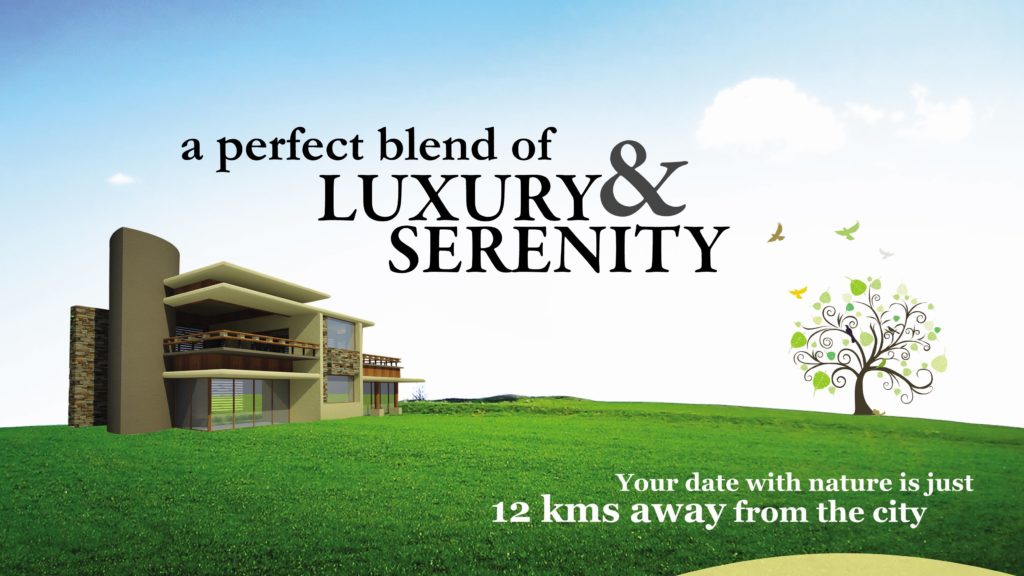 a perfect blend of
LUXURY &
SERENITY
Your date with nature is just
12 kms away from the city